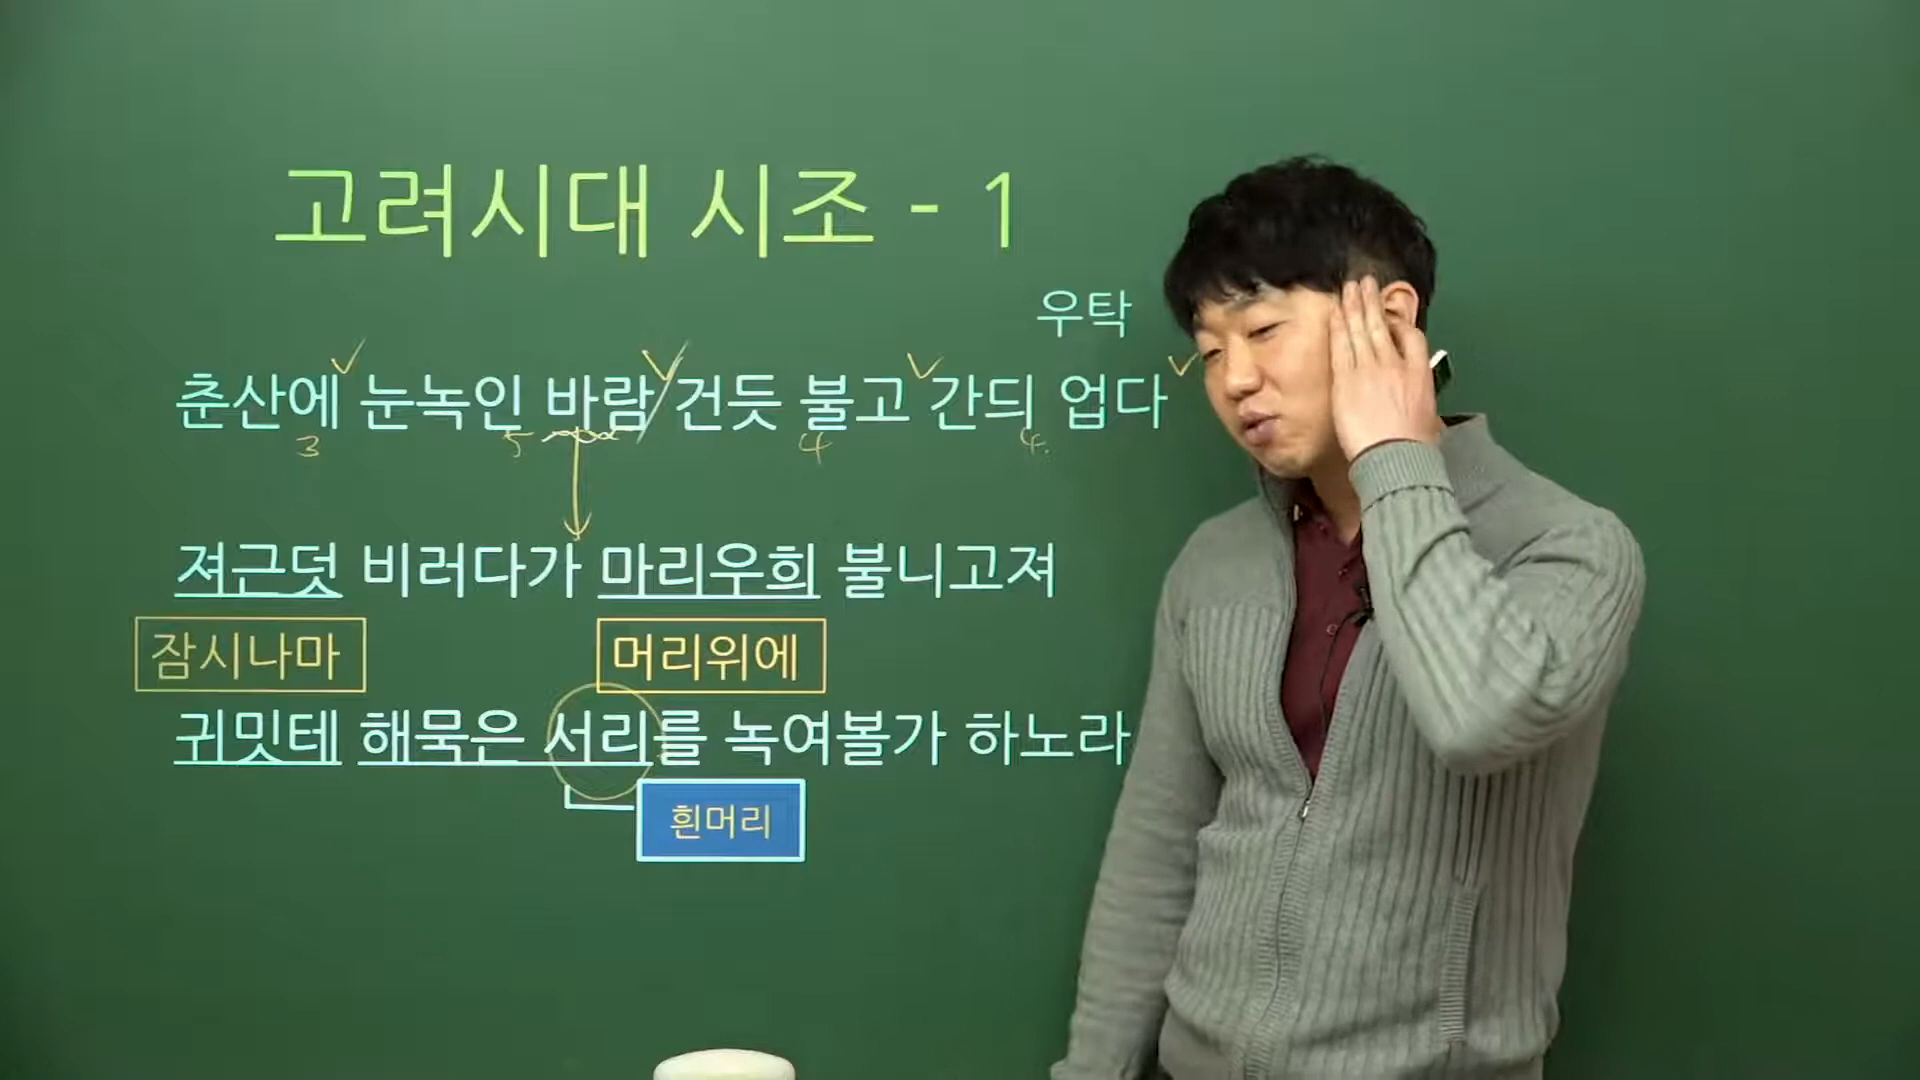 고려시대 시조 - 1
우탁
춘산에 눈녹인 바람 건듯 불고 간듸 업다
3 5 4 4.
져근덧 비러다가 마리우희 불니고져
잠시나마 머리위에
귀밋테 해묵은 서리를 녹여볼가 하노라
흰머리